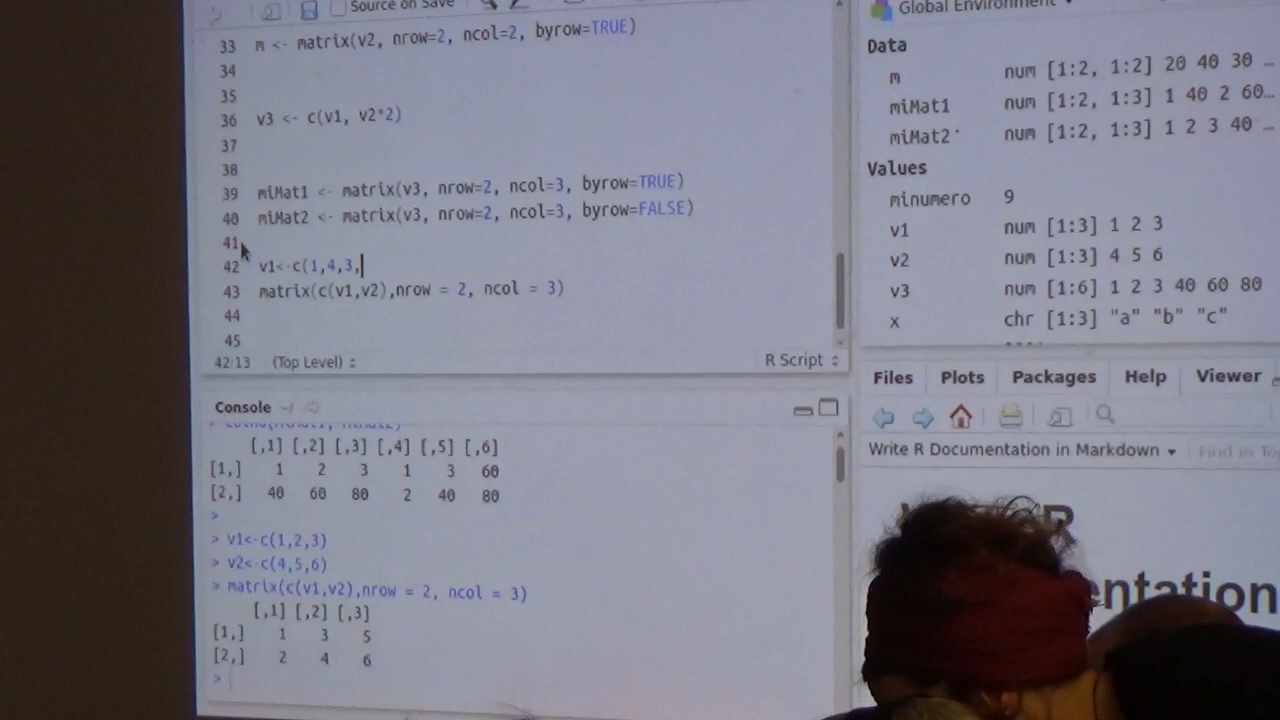 Source on Save
33 m <- matrix(v2, nrow=2, ncol=2, byrow=TRUE)
34
35
36 v3 <- c(v1, v2*2)
37
38
39 miMat1 <- matrix(v3, nrow=2, ncol=3, byrow=TRUE)
40 miMat2 <- matrix(v3, nrow=2, ncol=3, byrow=FALSE)
41
42 v1<-c(1,4,3,
43 matrix(c(v1,v2),nrow = 2, ncol = 3)
44
45
42:13 (Top Level) R Script
Console ~/
[,1] [,2] [,3] [,4] [,5] [,6]
[1,] 1 2 3 1 3 60
[2,] 40 60 80 2 40 80
>
> v1<-c(1,2,3)
> v2<-c(4,5,6)
> matrix(c(v1,v2),nrow = 2, ncol = 3)
[,1] [,2] [,3]
[1,] 1 3 5
[2,] 2 4 6
>
Global Environment
Data
m num [1:2, 1:2] 20 40 30 …
miMat1 num [1:2, 1:3] 1 40 2 60…
miMat2 num [1:2, 1:3] 1 2 3 40 …
Values
minumero 9
v1 num [1:3] 1 2 3
v2 num [1:3] 4 5 6
v3 num [1:6] 1 2 3 40 60 80
x chr [1:3] "a" "b" "c"
Files Plots Packages Help Viewer
Write R Documentation in Markdown Find in To
R
entation